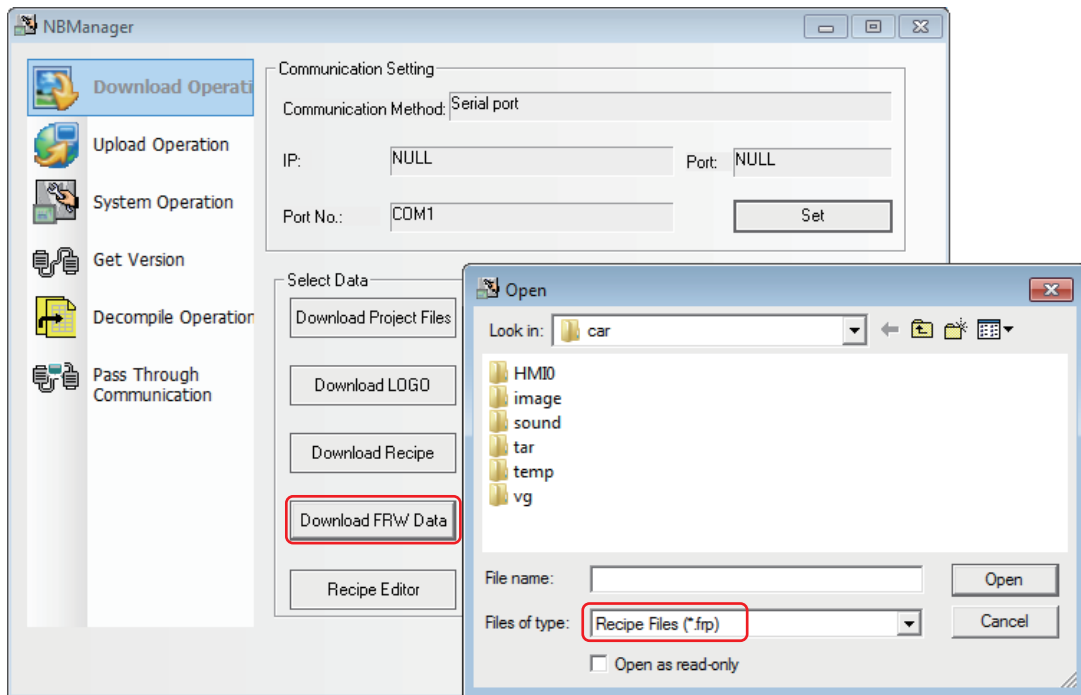 NBManager
Download Operati
Upload Operation
System Operation
Get Version
Decompile Operation
Pass Through
Communication
Communication Setting
Communication Method: Serial port
IP: NULL Port: NULL
Port No.: COM1 Set
Select Data
Download Project Files
Download LOGO
Download Recipe
Download FRW Data
Recipe Editor
Open
Look in: car
HMI0
image
sound
tar
temp
vg
File name: Open
Files of type: Recipe Files (*.frp) Cancel
Open as read-only